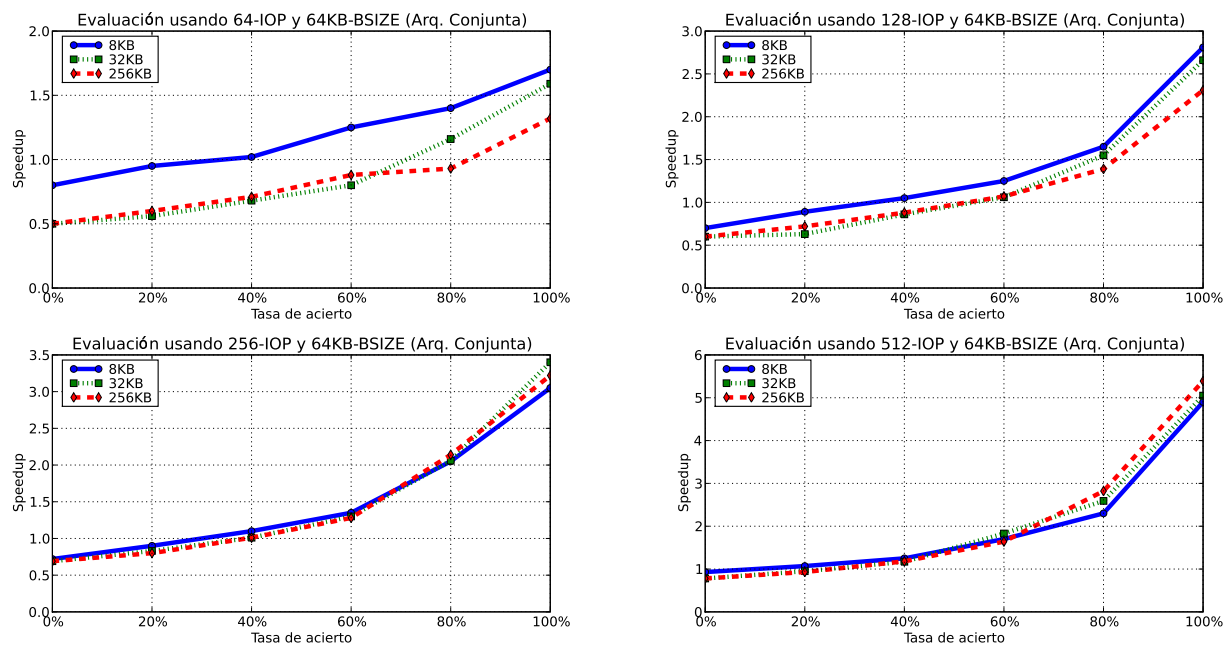 Evaluación usando 64-IOP y 64KB-BSIZE (Arq. Conjunta)
2.0
1.5
1.0
0.5
0.0
Speedup
8KB
32KB
256KB
0% 20% 40% 60% 80% 100%
Tasa de acierto
Evaluación usando 128-IOP y 64KB-BSIZE (Arq. Conjunta)
3.0
2.5
2.0
1.5
1.0
0.5
0.0
Speedup
8KB
32KB
256KB
0% 20% 40% 60% 80% 100%
Tasa de acierto
Evaluación usando 256-IOP y 64KB-BSIZE (Arq. Conjunta)
3.5
3.0
2.5
2.0
1.5
1.0
0.5
0.0
Speedup
8KB
32KB
256KB
0% 20% 40% 60% 80% 100%
Tasa de acierto
Evaluación usando 512-IOP y 64KB-BSIZE (Arq. Conjunta)
6
5
4
3
2
1
0
Speedup
8KB
32KB
256KB
0% 20% 40% 60% 80% 100%
Tasa de acierto